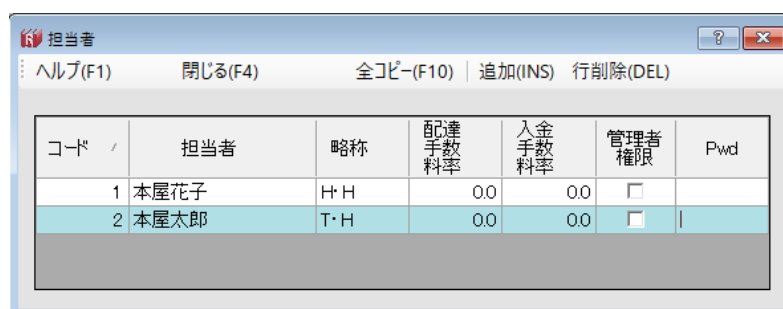 担当者
ヘルプ(F1) 閉じる(F4) 全コピー(F10) 追加(INS) 行削除(DEL)
コード 担当者 略称 配達手数料率 入金手数料率 管理者権限 Pwd
1 本屋花子 H・H 0.0 0.0
2 本屋太郎 T・H 0.0 0.0